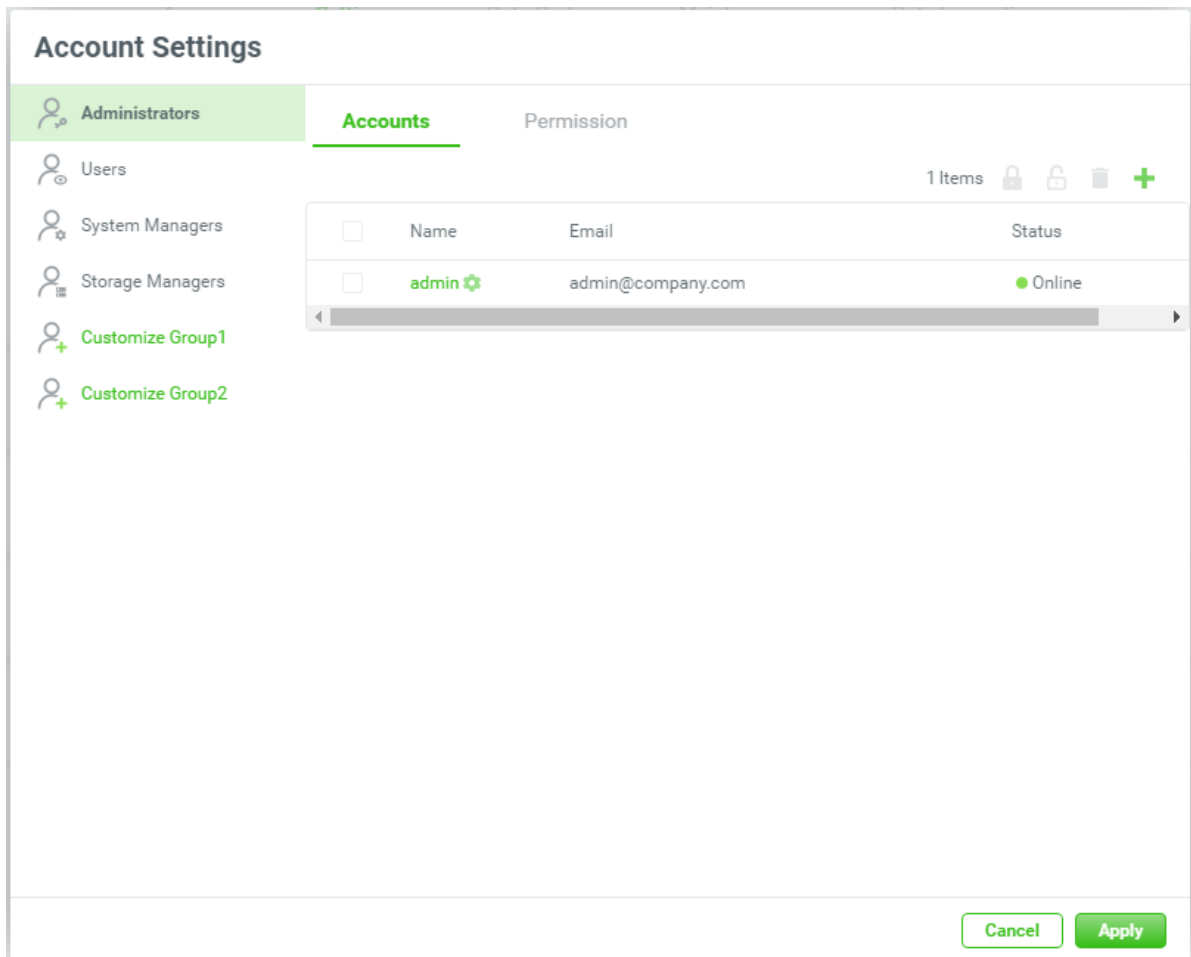 Account Settings
Administrators
Users
System Managers
Storage Managers
Customize Group1
Customize Group2
Accounts Permission
1 Items
Name Email Status
admin admin@company.com Online
Cancel Apply